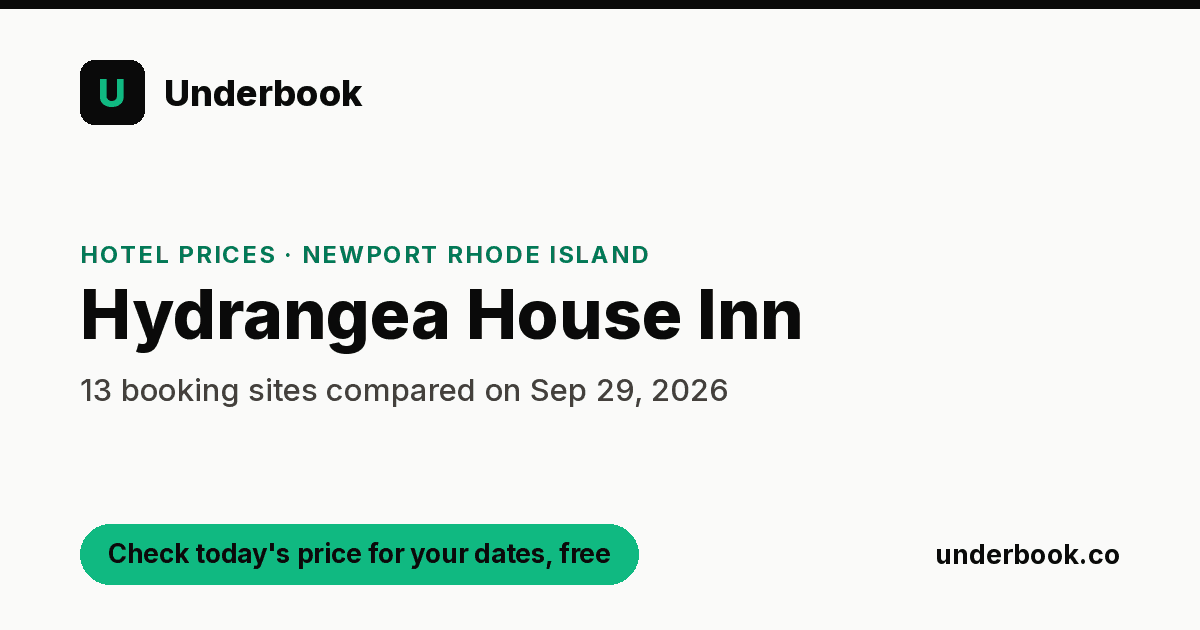 U Underbook
HOTEL PRICES · NEWPORT RHODE ISLAND
Hydrangea House Inn
13 booking sites compared on Sep 29, 2026
Check today's price for your dates, free
underbook.co